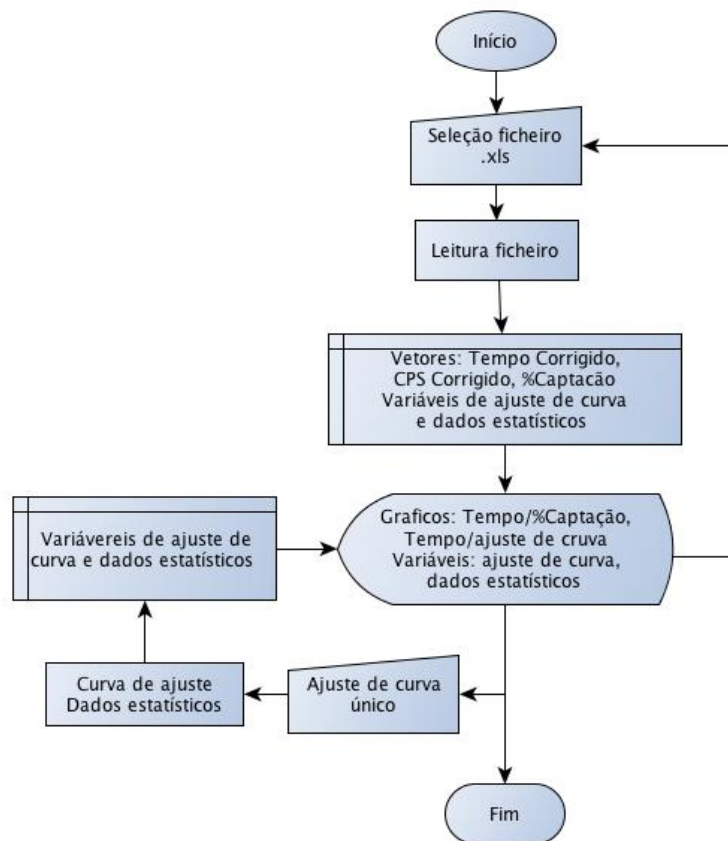 Início
Seleção ficheiro
.xls
Leitura ficheiro
Vetores: Tempo Corrigido,
CPS Corrigido, %Captacão
Variáveis de ajuste de curva
e dados estatísticos
Graficos: Tempo/%Captação,
Tempo/ajuste de cruva
Variáveis: ajuste de curva,
dados estatísticos
Variávereis de ajuste de
curva e dados estatísticos
Curva de ajuste
Dados estatísticos
Ajuste de curva
único
Fim